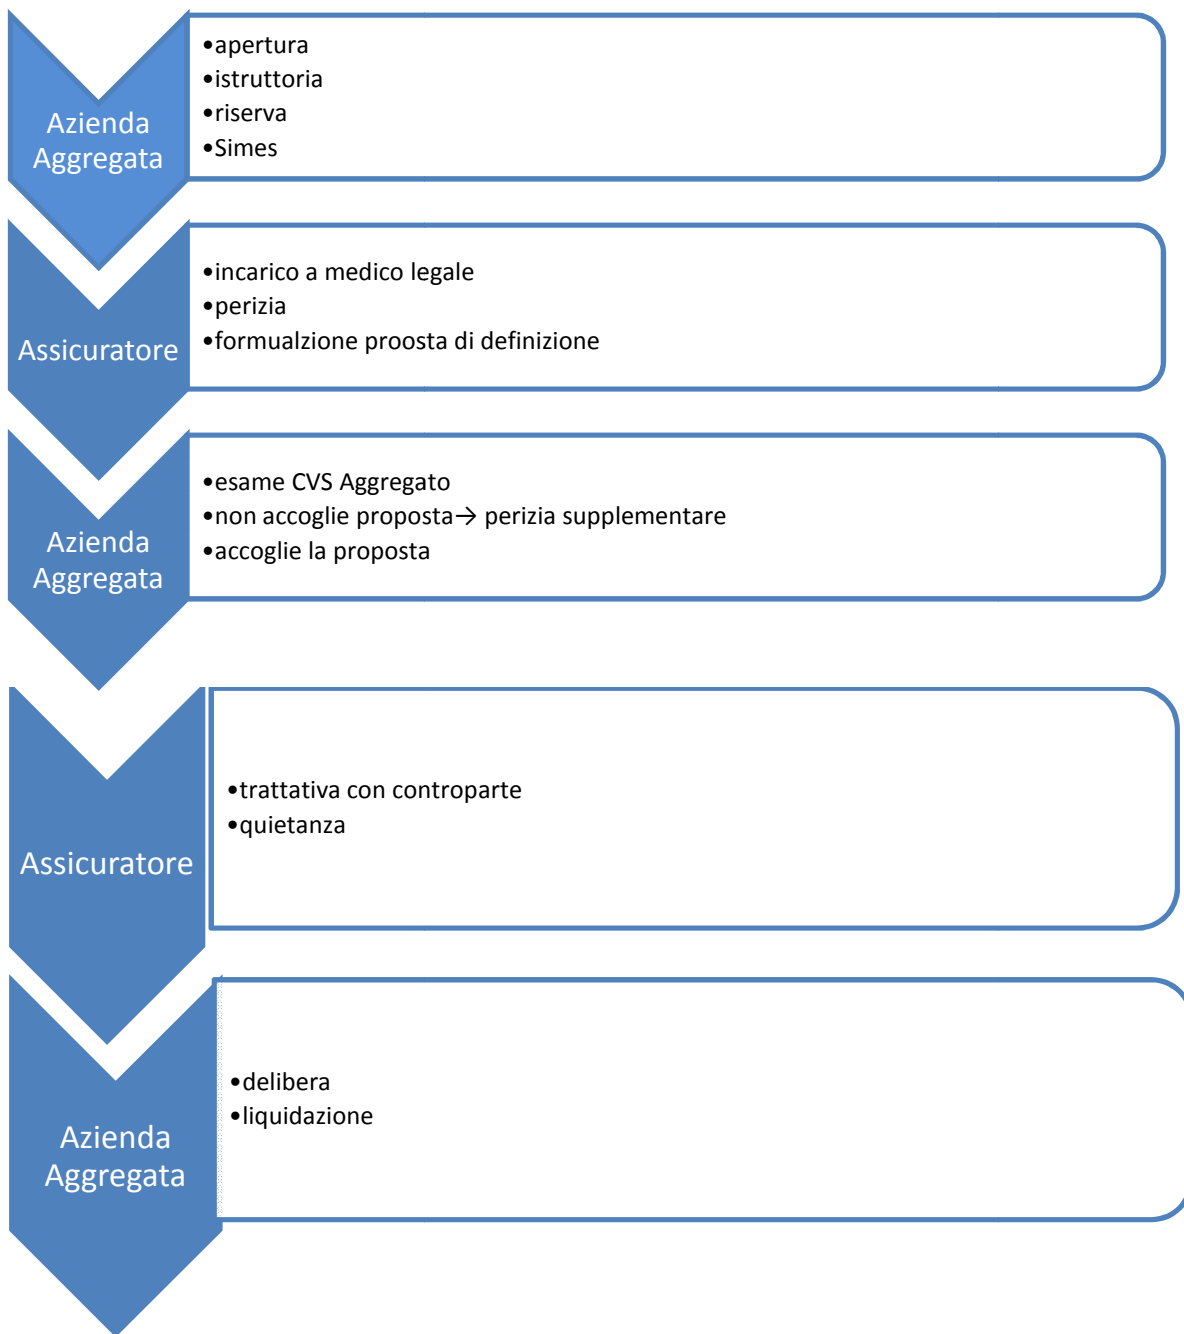 Azienda
Aggregata
•apertura
•istruttoria
•riserva
•Simes
Assicuratore
•incarico a medico legale
•perizia
•formualzione proosta di definizione
Azienda
Aggregata
•esame CVS Aggregato
•non accoglie proposta→ perizia supplementare
•accoglie la proposta
Assicuratore
•trattativa con controparte
•quietanza
Azienda
Aggregata
•delibera
•liquidazione